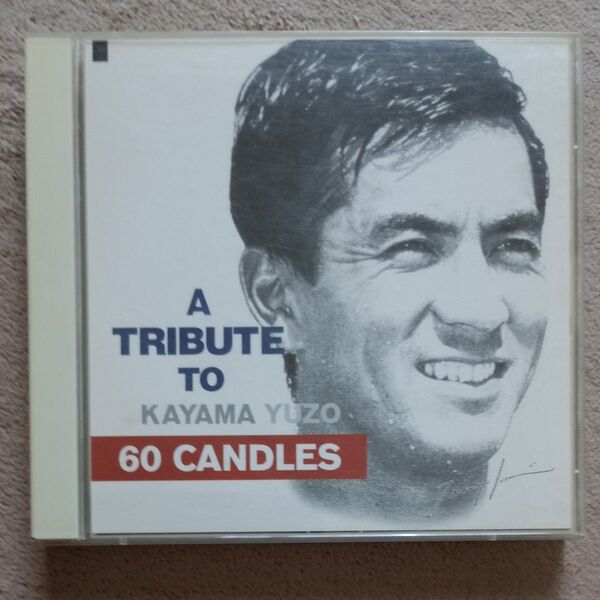 A
TRIBUTE
TO
KAYAMA YUZO
60 CANDLES